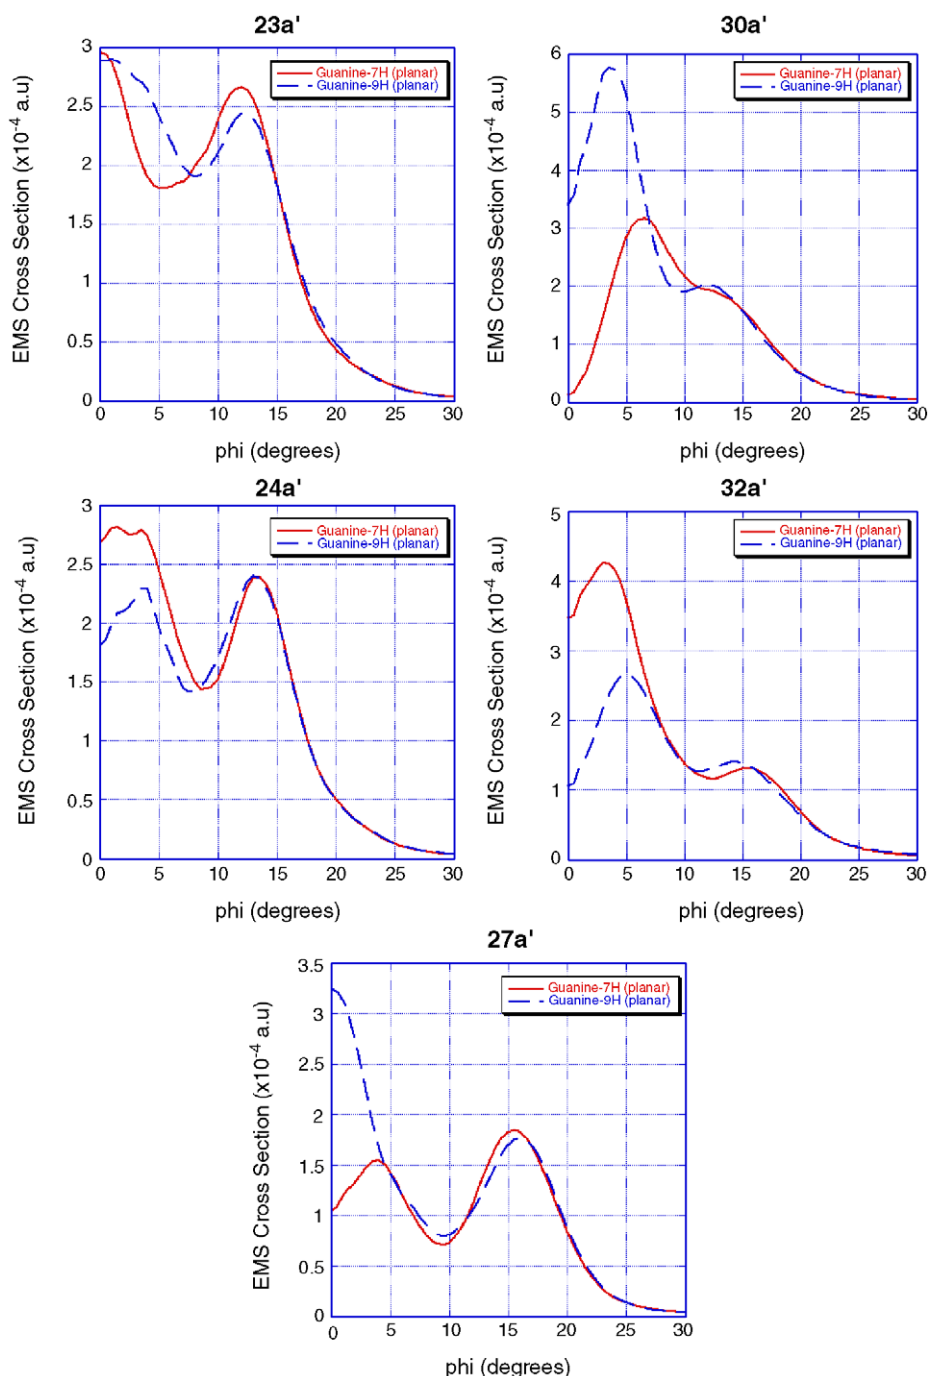 23a'
EMS Cross Section (x10⁻⁴ a.u)
3
2.5
2
1.5
1
0.5
0
Guanine-7H (planar)
Guanine-9H (planar)
0 5 10 15 20 25 30
phi (degrees)
30a'
EMS Cross Section (x10⁻⁴ a.u)
6
5
4
3
2
1
0
Guanine-7H (planar)
Guanine-9H (planar)
0 5 10 15 20 25 30
phi (degrees)
24a'
EMS Cross Section (x10⁻⁴ a.u)
3
2.5
2
1.5
1
0.5
0
Guanine-7H (planar)
Guanine-9H (planar)
0 5 10 15 20 25 30
phi (degrees)
32a'
EMS Cross Section (x10⁻⁴ a.u)
5
4
3
2
1
0
Guanine-7H (planar)
Guanine-9H (planar)
0 5 10 15 20 25 30
phi (degrees)
27a'
EMS Cross Section (x10⁻⁴ a.u)
3.5
3
2.5
2
1.5
1
0.5
0
Guanine-7H (planar)
Guanine-9H (planar)
0 5 10 15 20 25 30
phi (degrees)